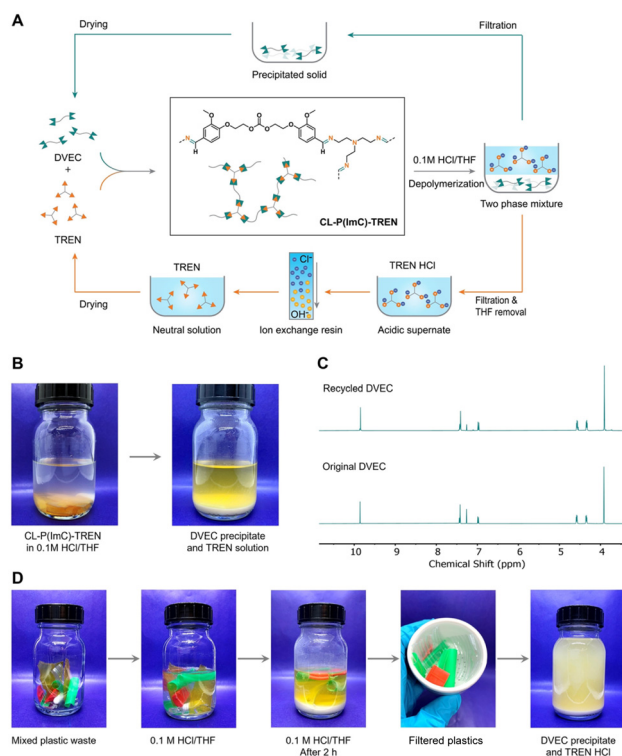 A
Drying
Filtration
Precipitated solid
DVEC
+
TREN
O
O
O
O
O
O
O
N
H
N
N
N
H
N
CL-P(ImC)-TREN
0.1M HCl/THF
Depolymerization
Two phase mixture
Drying
TREN
Neutral solution
Cl⁻
OH⁻
Ion exchange resin
TREN HCl
Acidic supernate
Filtration &
THF removal
B
CL-P(ImC)-TREN
in 0.1M HCl/THF
DVEC precipitate
and TREN solution
C
Recycled DVEC
Original DVEC
10 9 8 7 6 5 4
Chemical Shift (ppm)
D
Mixed plastic waste
0.1 M HCl/THF
0.1 M HCl/THF
After 2 h
Filtered plastics
DVEC precipitate
and TREN HCl